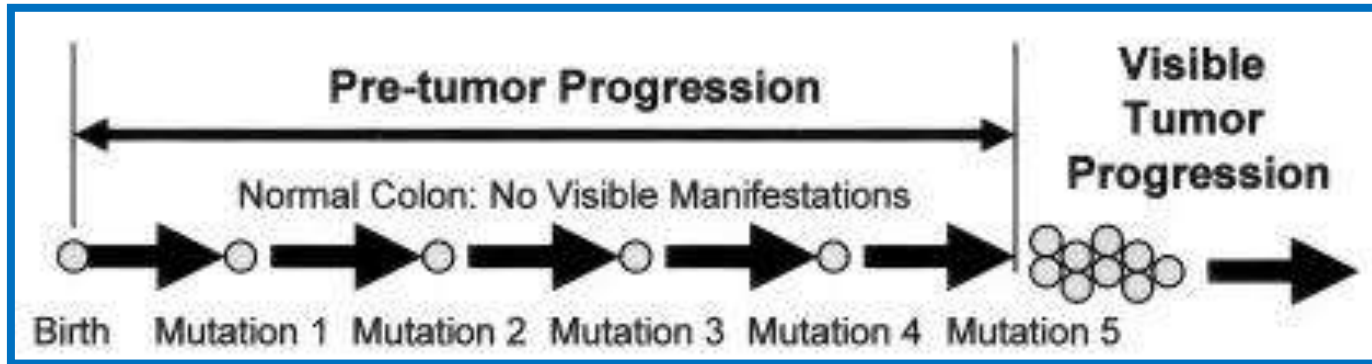 Pre-tumor Progression
Visible
Tumor
Progression
Normal Colon: No Visible Manifestations
Birth Mutation 1 Mutation 2 Mutation 3 Mutation 4 Mutation 5